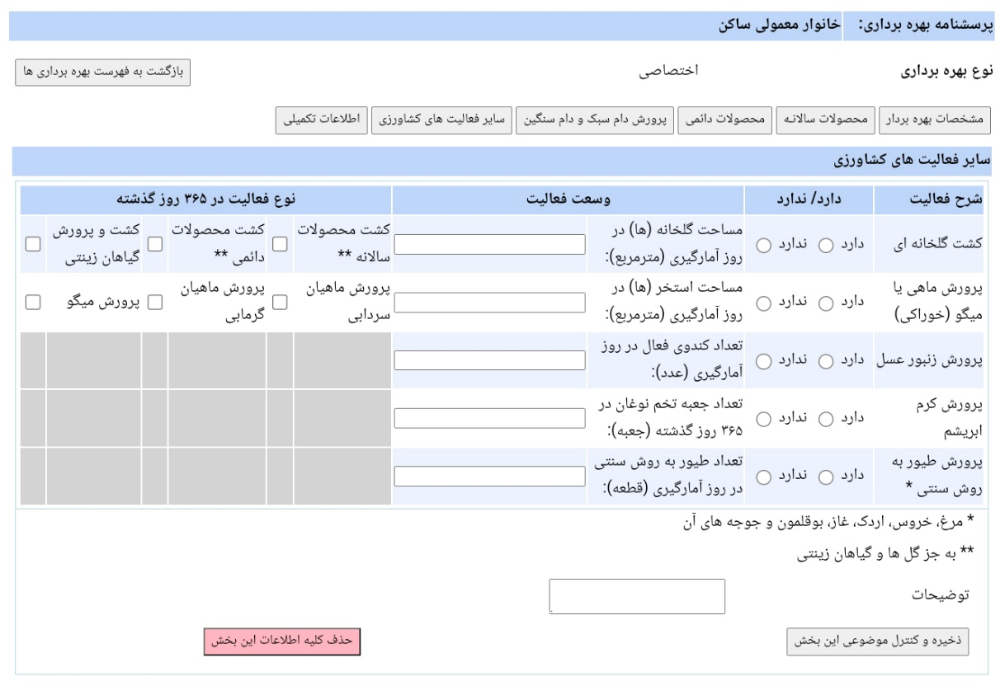 پرسشنامه بهره برداری: خانوار معمولی ساکن
نوع بهره برداری اختصاصی بازگشت به فهرست بهره برداری ها
مشخصات بهره بردار محصولات سالانه محصولات دائمی پرورش دام سبک و دام سنگین سایر فعالیت های کشاورزی اطلاعات تکمیلی
سایر فعالیت های کشاورزی
شرح فعالیت دارد/ ندارد وسعت فعالیت نوع فعالیت در ۳۶۵ روز گذشته
کشت گلخانه ای دارد ندارد مساحت گلخانه (ها) در
روز آمارگیری (مترمربع):
کشت محصولات
سالانه **
کشت محصولات
دائمی **
کشت و پرورش
گیاهان زینتی
پرورش ماهی یا
میگو (خوراکی)
دارد ندارد
مساحت استخر (ها) در
روز آمارگیری (مترمربع):
پرورش ماهیان
سردابی
پرورش ماهیان
گرمابی
پرورش میگو
پرورش زنبور عسل دارد ندارد تعداد کندوی فعال در روز
آمارگیری (عدد):
پرورش کرم
ابریشم
دارد ندارد
تعداد جعبه تخم نوغان در
۳۶۵ روز گذشته (جعبه):
پرورش طیور به
روش سنتی *
دارد ندارد
تعداد طیور به روش سنتی
در روز آمارگیری (قطعه):
* مرغ، خروس، اردک، غاز، بوقلمون و جوجه های آن
** به جز گل ها و گیاهان زینتی
توضیحات
ذخیره و کنترل موضوعی این بخش حذف کلیه اطلاعات این بخش